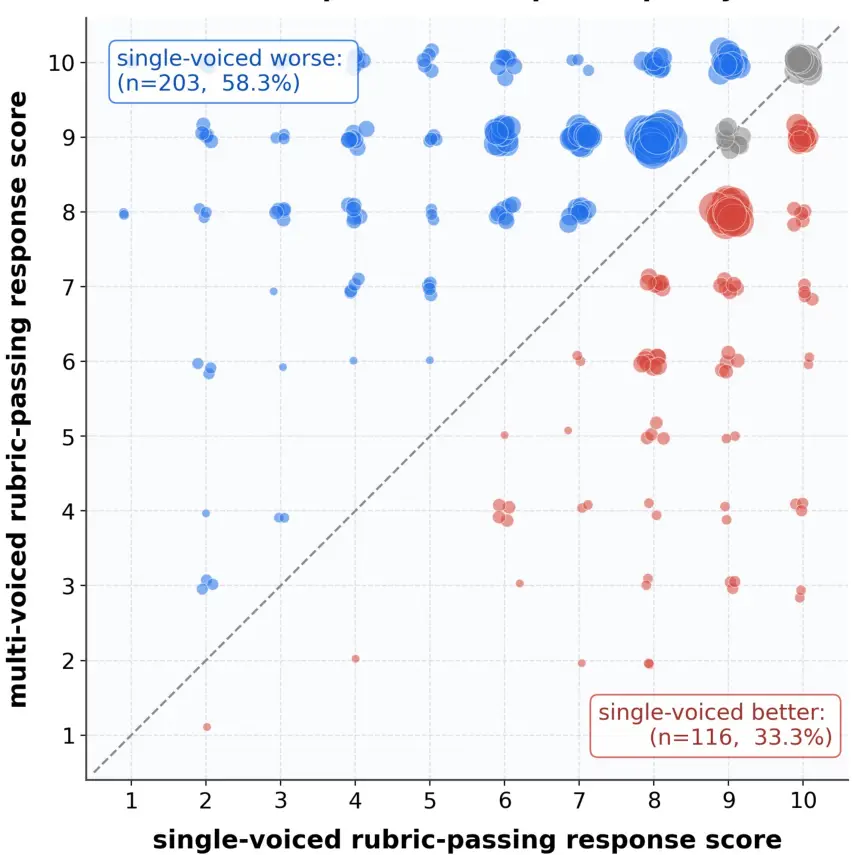 10
9
8
7
6
5
4
3
2
1
multi-voiced rubric-passing response score
single-voiced worse:
(n=203, 58.3%)
single-voiced better:
(n=116, 33.3%)
1 2 3 4 5 6 7 8 9 10
single-voiced rubric-passing response score